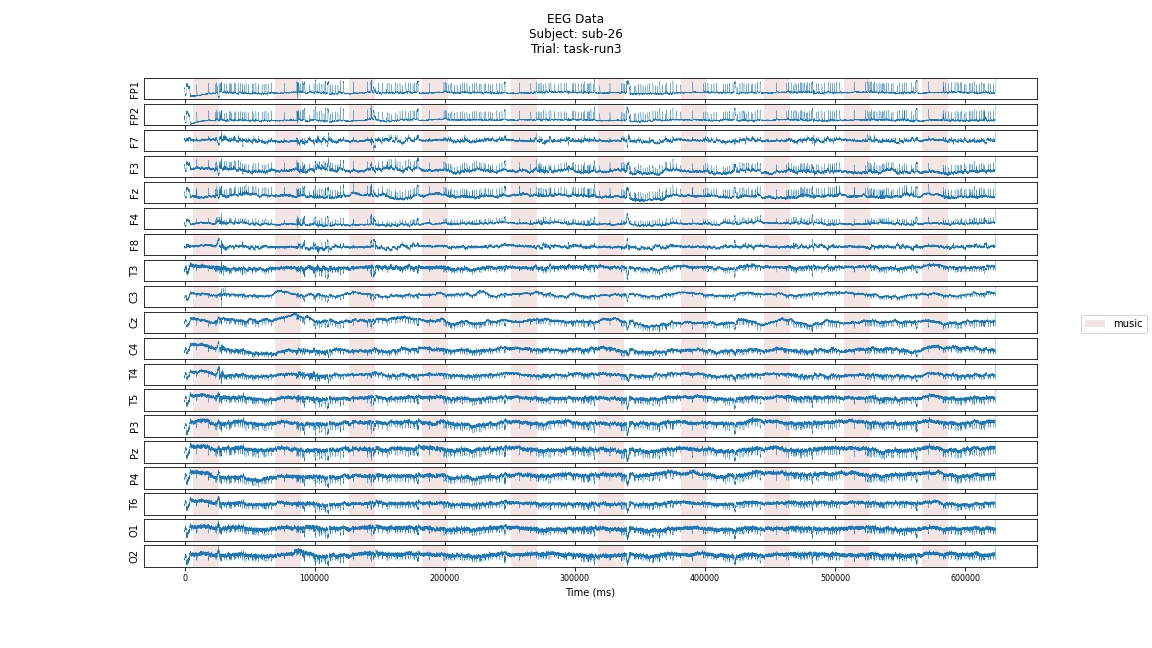 EEG Data
Subject: sub-26
Trial: task-run3
FP1
FP2
F7
F3
Fz
F4
F8
T3
C3
Cz
C4
T4
T5
P3
Pz
P4
T6
O1
O2
music
0 100000 200000 300000 400000 500000 600000
Time (ms)